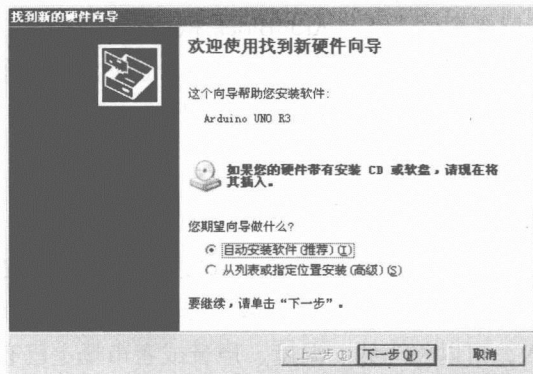 找到新的硬件向导
欢迎使用找到新硬件向导
这个向导帮助您安装软件:
Arduino UNO R3
如果您的硬件带有安装 CD 或软盘，请现在将
其插入。
您期望向导做什么?
自动安装软件(推荐)(I)
从列表或指定位置安装(高级)(S)
要继续，请单击“下一步”。
< 上一步(B) 下一步(N) > 取消